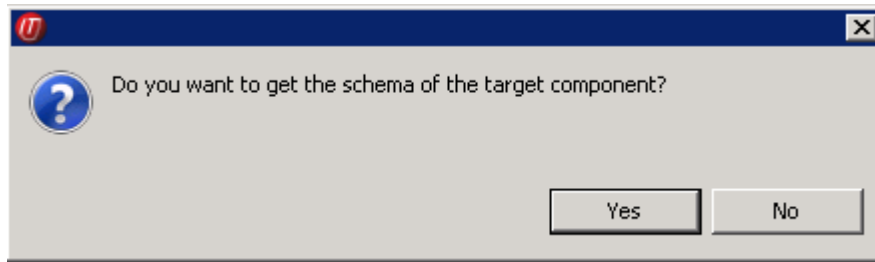 Do you want to get the schema of the target component?
Yes
No